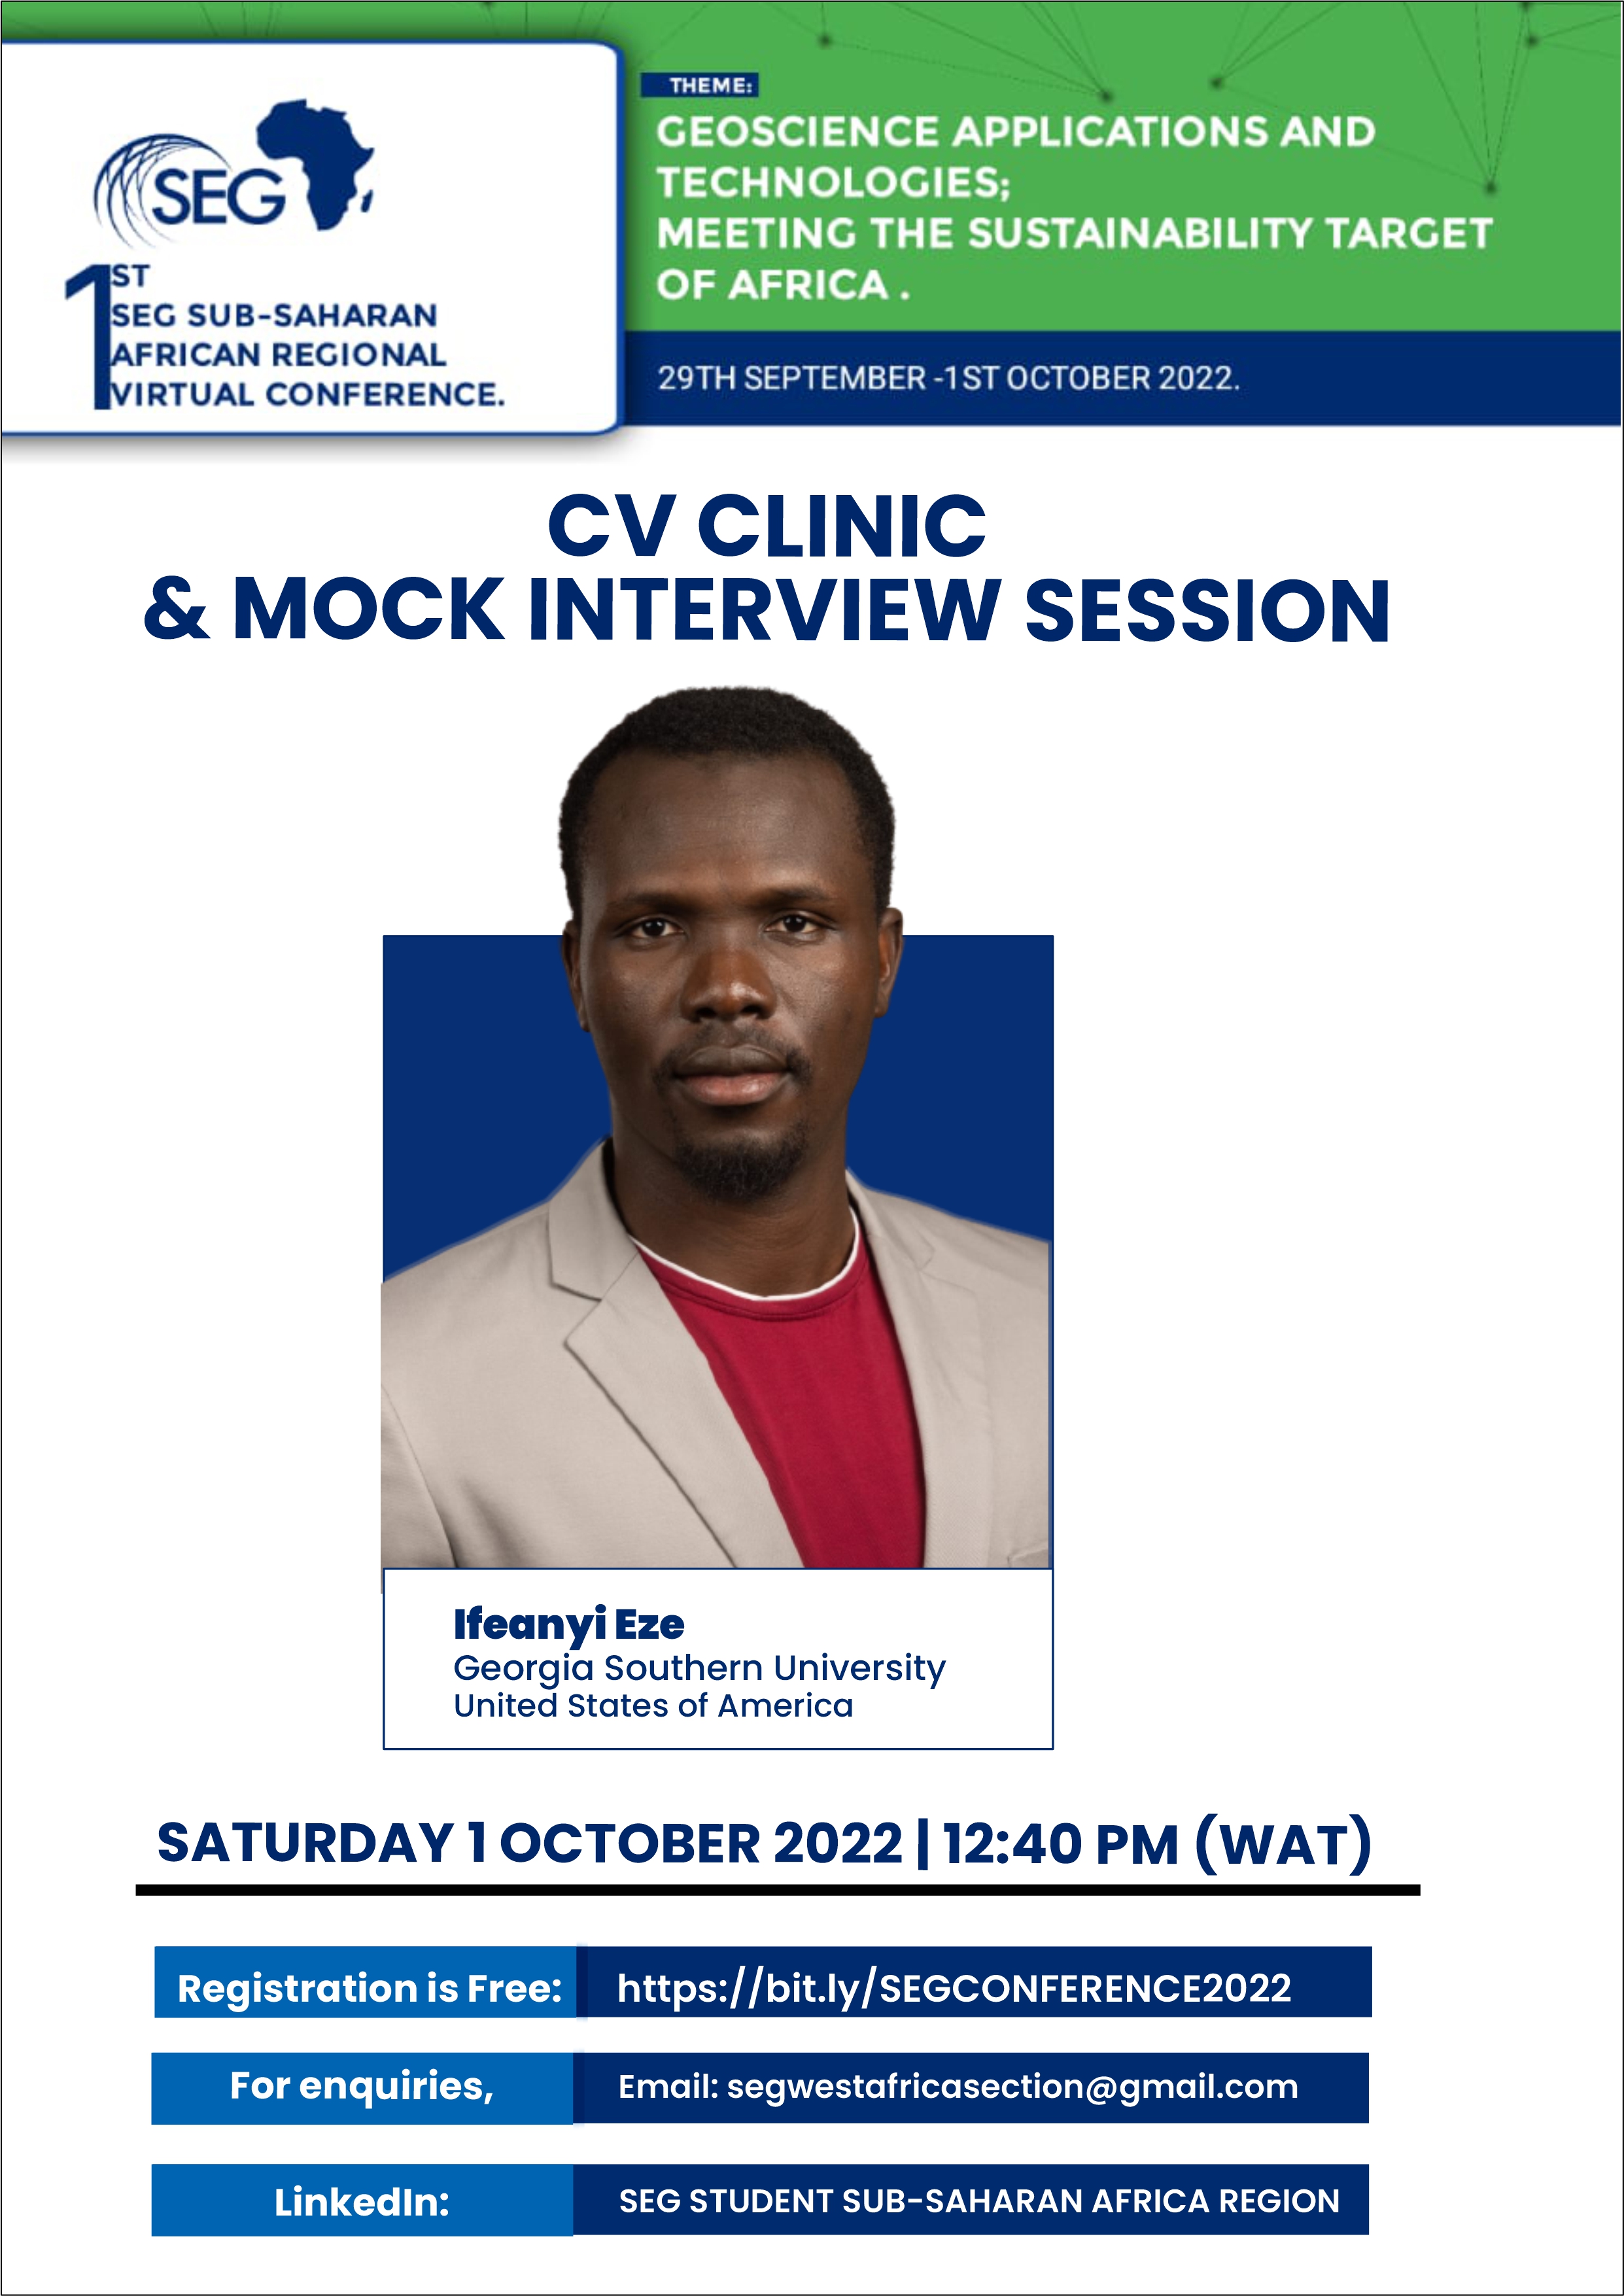 SEG
1ST
SEG SUB-SAHARAN
AFRICAN REGIONAL
VIRTUAL CONFERENCE.
THEME:
GEOSCIENCE APPLICATIONS AND
TECHNOLOGIES;
MEETING THE SUSTAINABILITY TARGET
OF AFRICA .
29TH SEPTEMBER -1ST OCTOBER 2022.
CV CLINIC
& MOCK INTERVIEW SESSION
Ifeanyi Eze
Georgia Southern University
United States of America
SATURDAY 1 OCTOBER 2022 | 12:40 PM (WAT)
Registration is Free: https://bit.ly/SEGCONFERENCE2022
For enquiries, Email: segwestafricasection@gmail.com
LinkedIn: SEG STUDENT SUB-SAHARAN AFRICA REGION